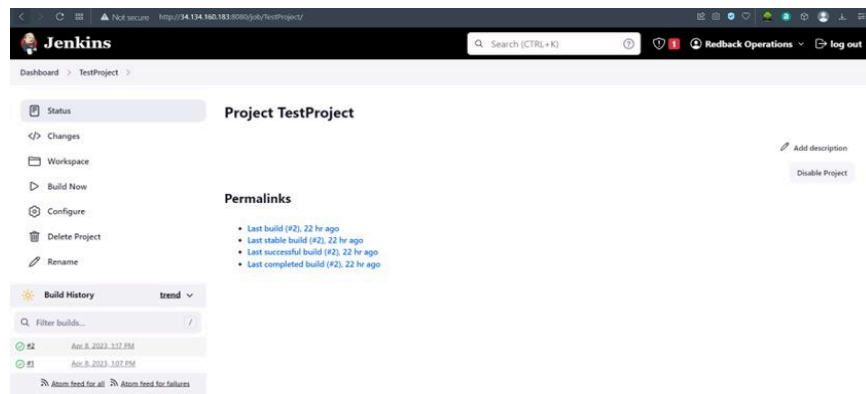 Not secure http://34.134.160.183:8080/job/TestProject/
Jenkins
Search (CTRL+K)
1
Redback Operations
log out
Dashboard > TestProject >
Status
Changes
Workspace
Build Now
Configure
Delete Project
Rename
Build History
trend
Filter builds...
/
#2 Apr 8, 2023, 1:17 PM
#1 Apr 8, 2023, 1:07 PM
Atom feed for all Atom feed for failures
Project TestProject
Add description
Disable Project
Permalinks
Last build (#2), 22 hr ago
Last stable build (#2), 22 hr ago
Last successful build (#2), 22 hr ago
Last completed build (#2), 22 hr ago